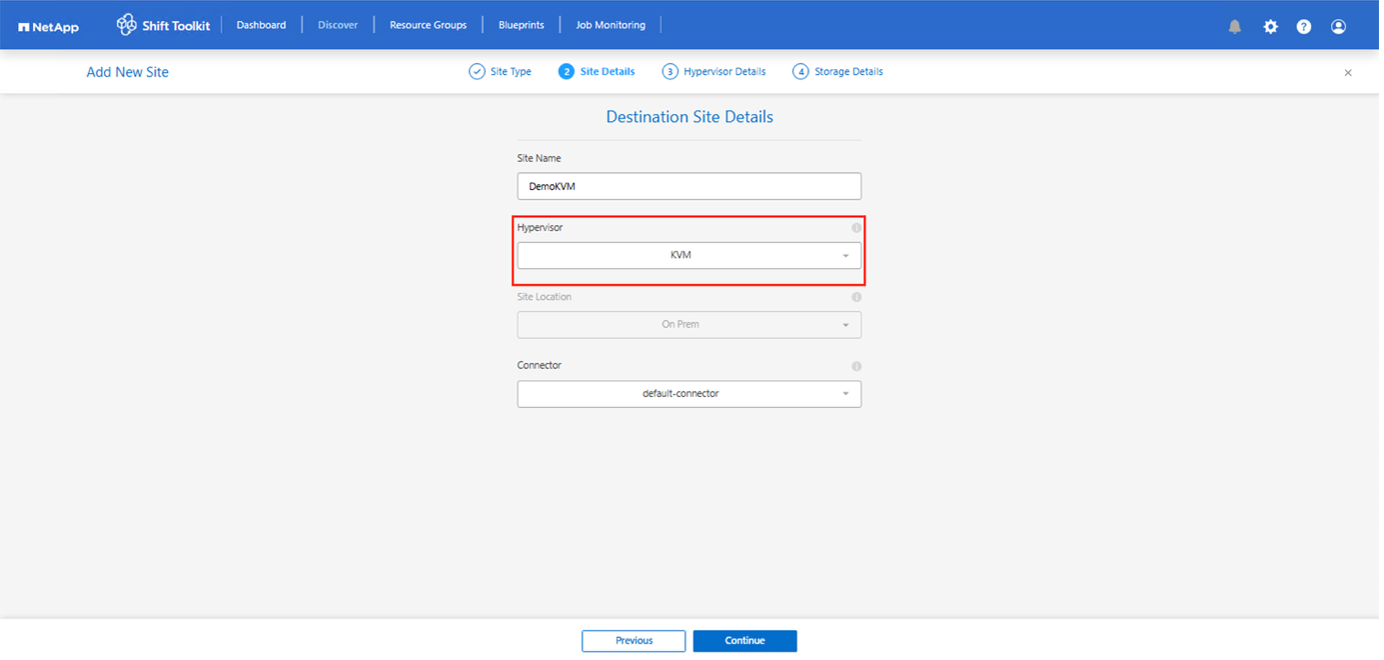 NetApp Shift Toolkit Dashboard Discover Resource Groups Blueprints Job Monitoring
Add New Site Site Type 2 Site Details 3 Hypervisor Details 4 Storage Details
Destination Site Details
Site Name
DemoKVM
Hypervisor
KVM
Site Location
On Prem
Connector
default-connector
Previous Continue